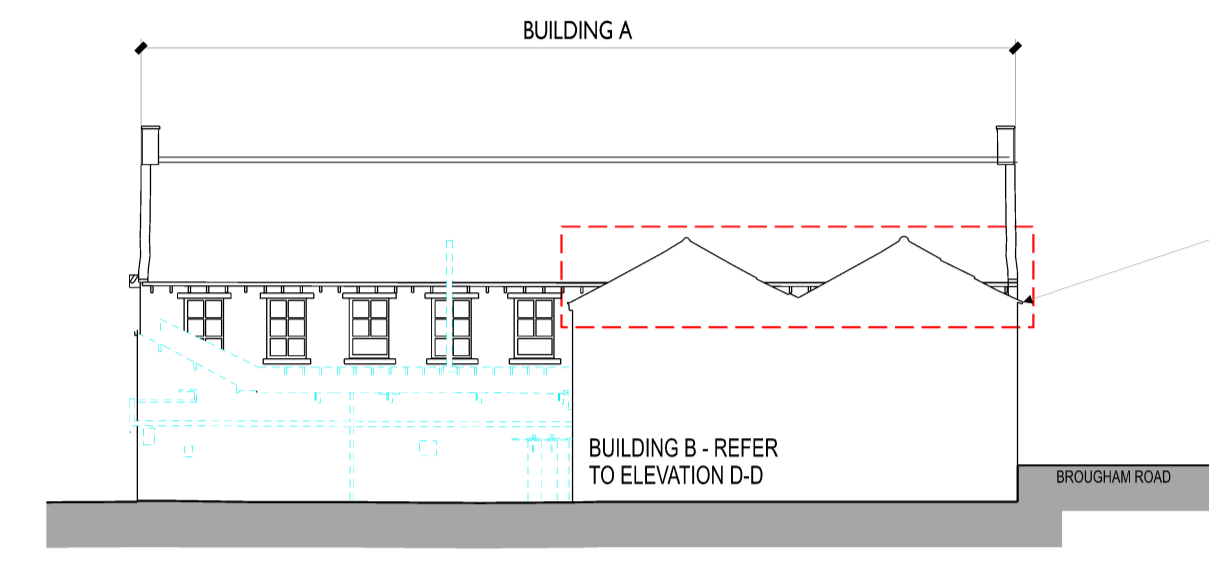 BUILDING A
BUILDING B - REFER
TO ELEVATION D-D
BROUGHAM ROAD